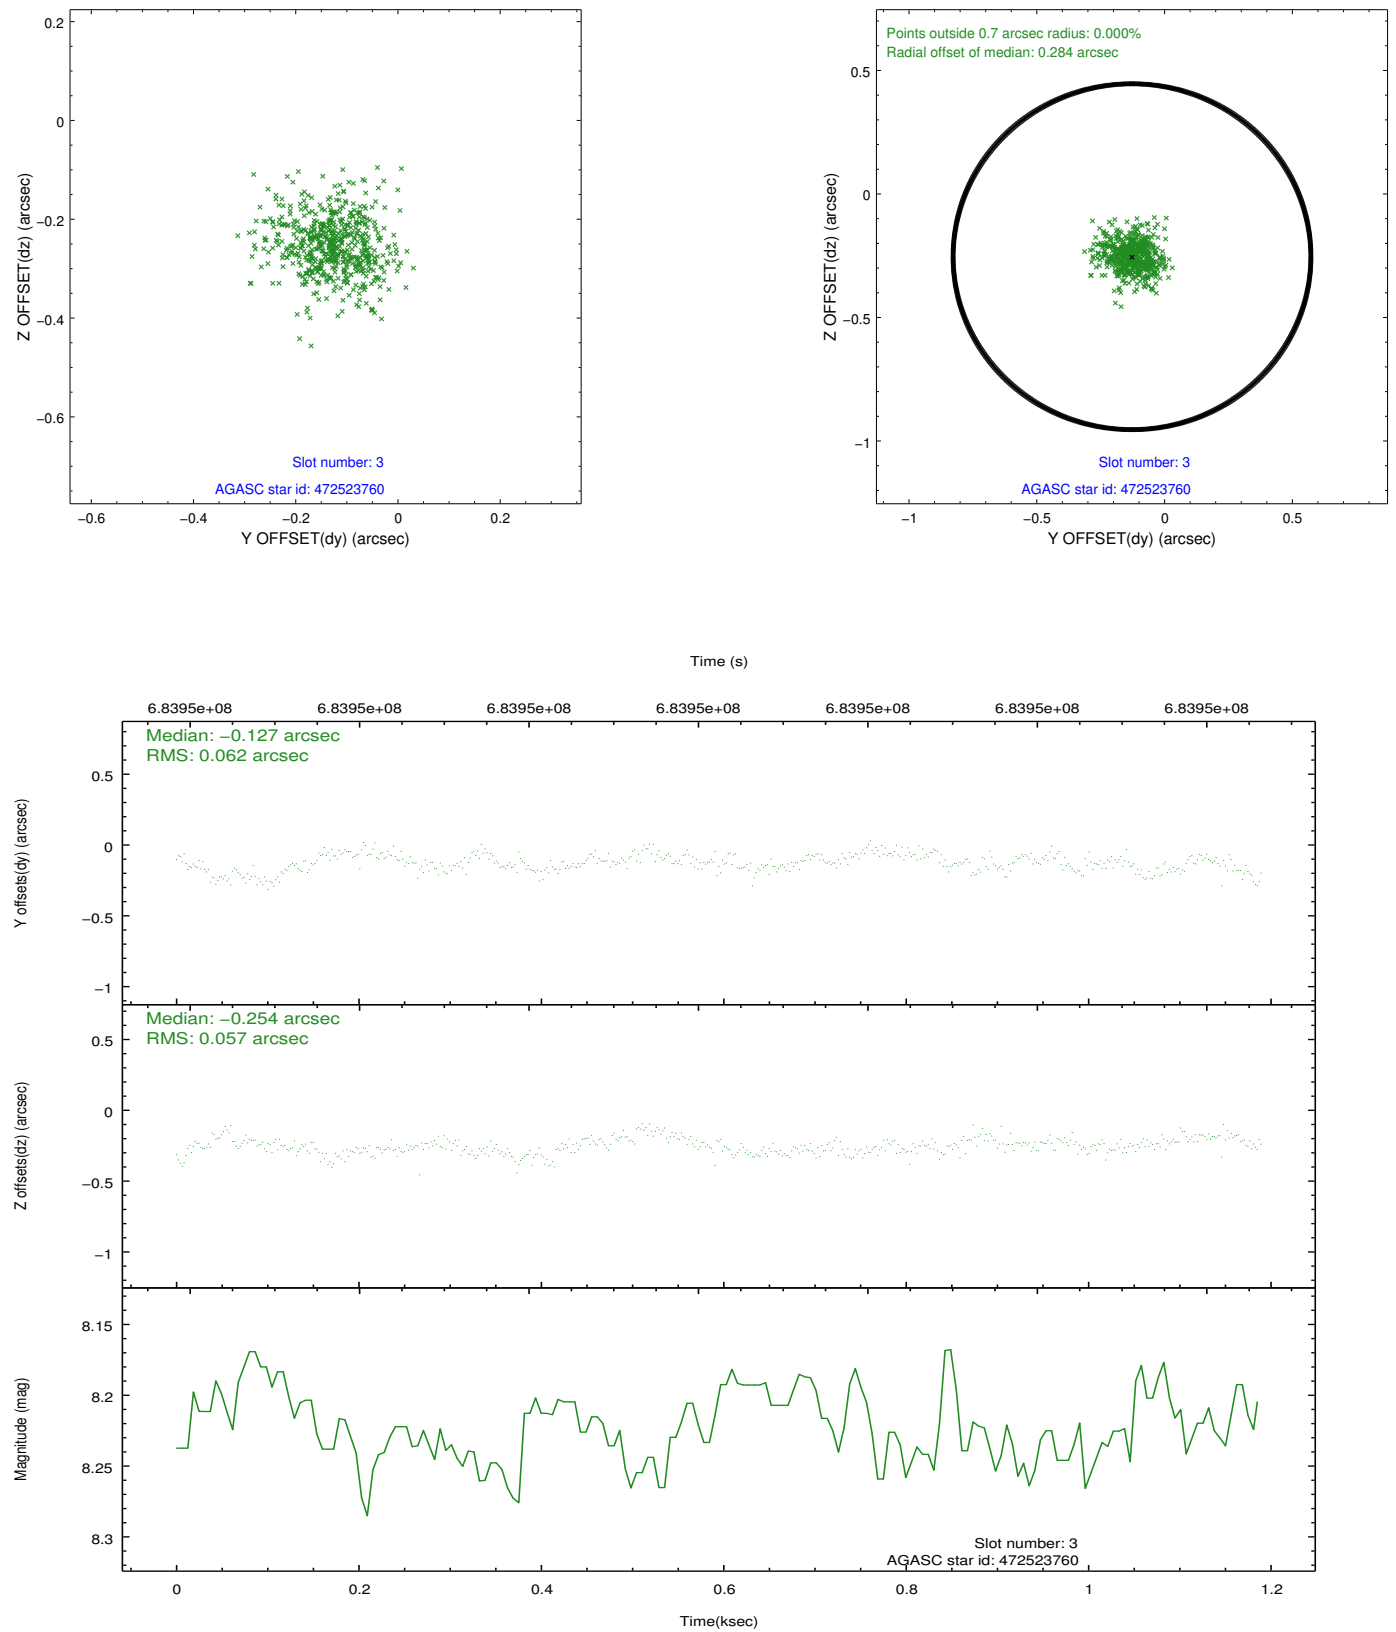 0.2
0
−0.2
−0.4
−0.6
Z OFFSET(dz) (arcsec)
Slot number: 3
AGASC star id: 472523760
−0.6 −0.4 −0.2 0 0.2
Y OFFSET(dy) (arcsec)
Points outside 0.7 arcsec radius: 0.000%
Radial offset of median: 0.284 arcsec
0.5
0
−0.5
−1
Z OFFSET(dz) (arcsec)
Slot number: 3
AGASC star id: 472523760
−1 −0.5 0 0.5
Y OFFSET(dy) (arcsec)
Time (s)
6.8395e+08 6.8395e+08 6.8395e+08 6.8395e+08 6.8395e+08 6.8395e+08 6.8395e+08
Median: −0.127 arcsec
RMS: 0.062 arcsec
0.5
0
−0.5
−1
Y offsets(dy) (arcsec)
Median: −0.254 arcsec
RMS: 0.057 arcsec
0.5
0
−0.5
−1
Z offsets(dz) (arcsec)
8.15
8.2
8.25
8.3
Magnitude (mag)
Slot number: 3
AGASC star id: 472523760
0 0.2 0.4 0.6 0.8 1 1.2
Time(ksec)